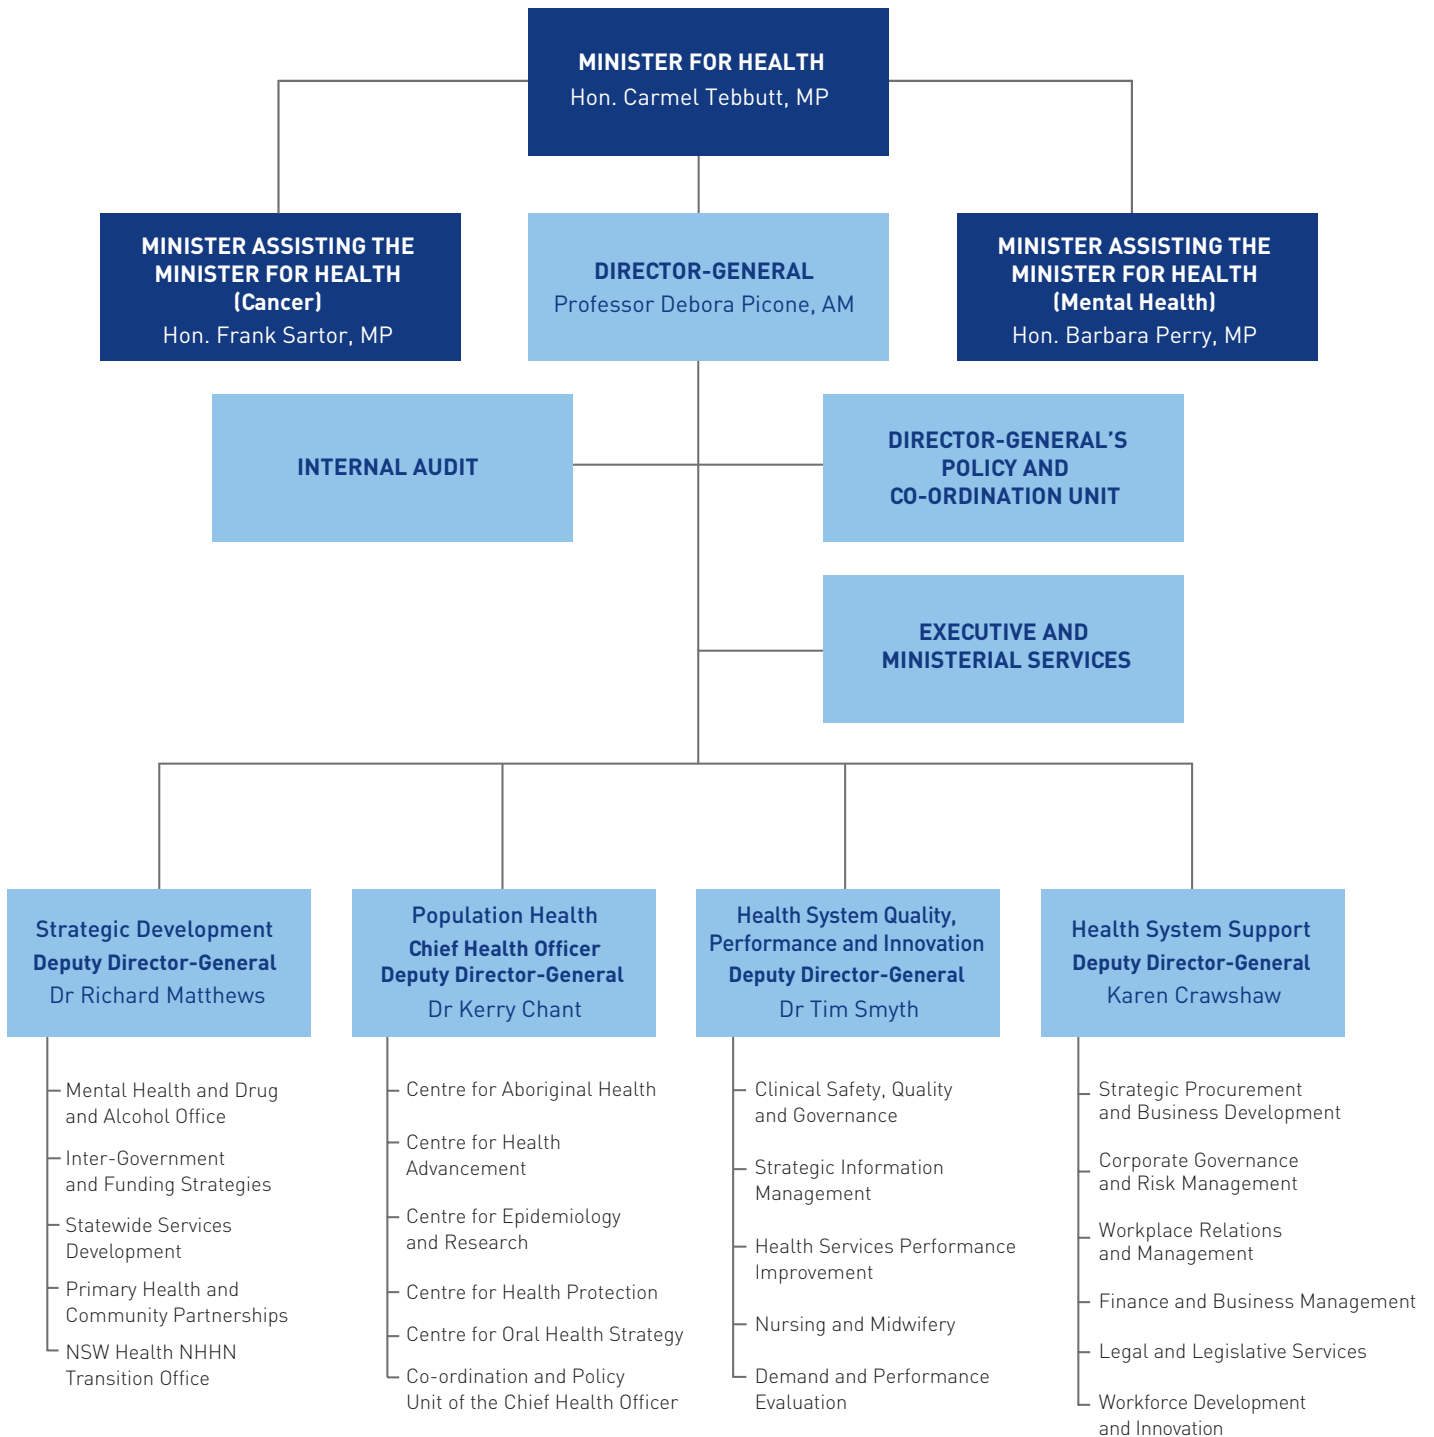 MINISTER FOR HEALTH
Hon. Carmel Tebbutt, MP
MINISTER ASSISTING THE
MINISTER FOR HEALTH
(Cancer)
Hon. Frank Sartor, MP
DIRECTOR-GENERAL
Professor Debora Picone, AM
MINISTER ASSISTING THE
MINISTER FOR HEALTH
(Mental Health)
Hon. Barbara Perry, MP
INTERNAL AUDIT
DIRECTOR-GENERAL’S
POLICY AND
CO-ORDINATION UNIT
EXECUTIVE AND
MINISTERIAL SERVICES
Strategic Development
Deputy Director-General
Dr Richard Matthews
Mental Health and Drug
and Alcohol Office
Inter-Government
and Funding Strategies
Statewide Services
Development
Primary Health and
Community Partnerships
NSW Health NHHN
Transition Office
Population Health
Chief Health Officer
Deputy Director-General
Dr Kerry Chant
Centre for Aboriginal Health
Centre for Health
Advancement
Centre for Epidemiology
and Research
Centre for Health Protection
Centre for Oral Health Strategy
Co-ordination and Policy
Unit of the Chief Health Officer
Health System Quality,
Performance and Innovation
Deputy Director-General
Dr Tim Smyth
Clinical Safety, Quality
and Governance
Strategic Information
Management
Health Services Performance
Improvement
Nursing and Midwifery
Demand and Performance
Evaluation
Health System Support
Deputy Director-General
Karen Crawshaw
Strategic Procurement
and Business Development
Corporate Governance
and Risk Management
Workplace Relations
and Management
Finance and Business Management
Legal and Legislative Services
Workforce Development
and Innovation